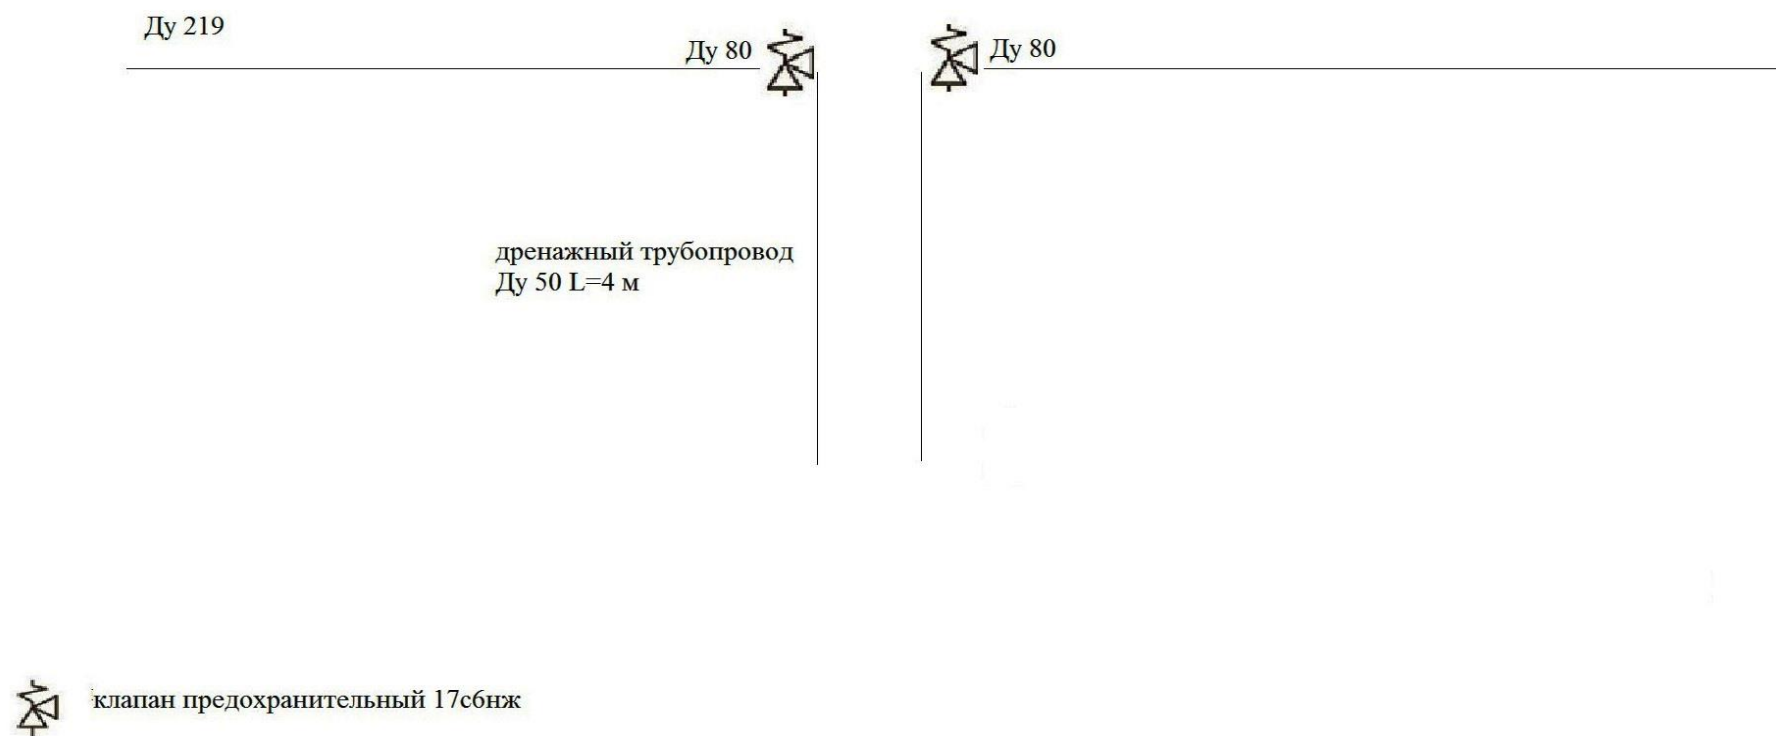 Ду 219
Ду 80
Ду 80
дренажный трубопровод
Ду 50 L=4 м
клапан предохранительный 17с6нж